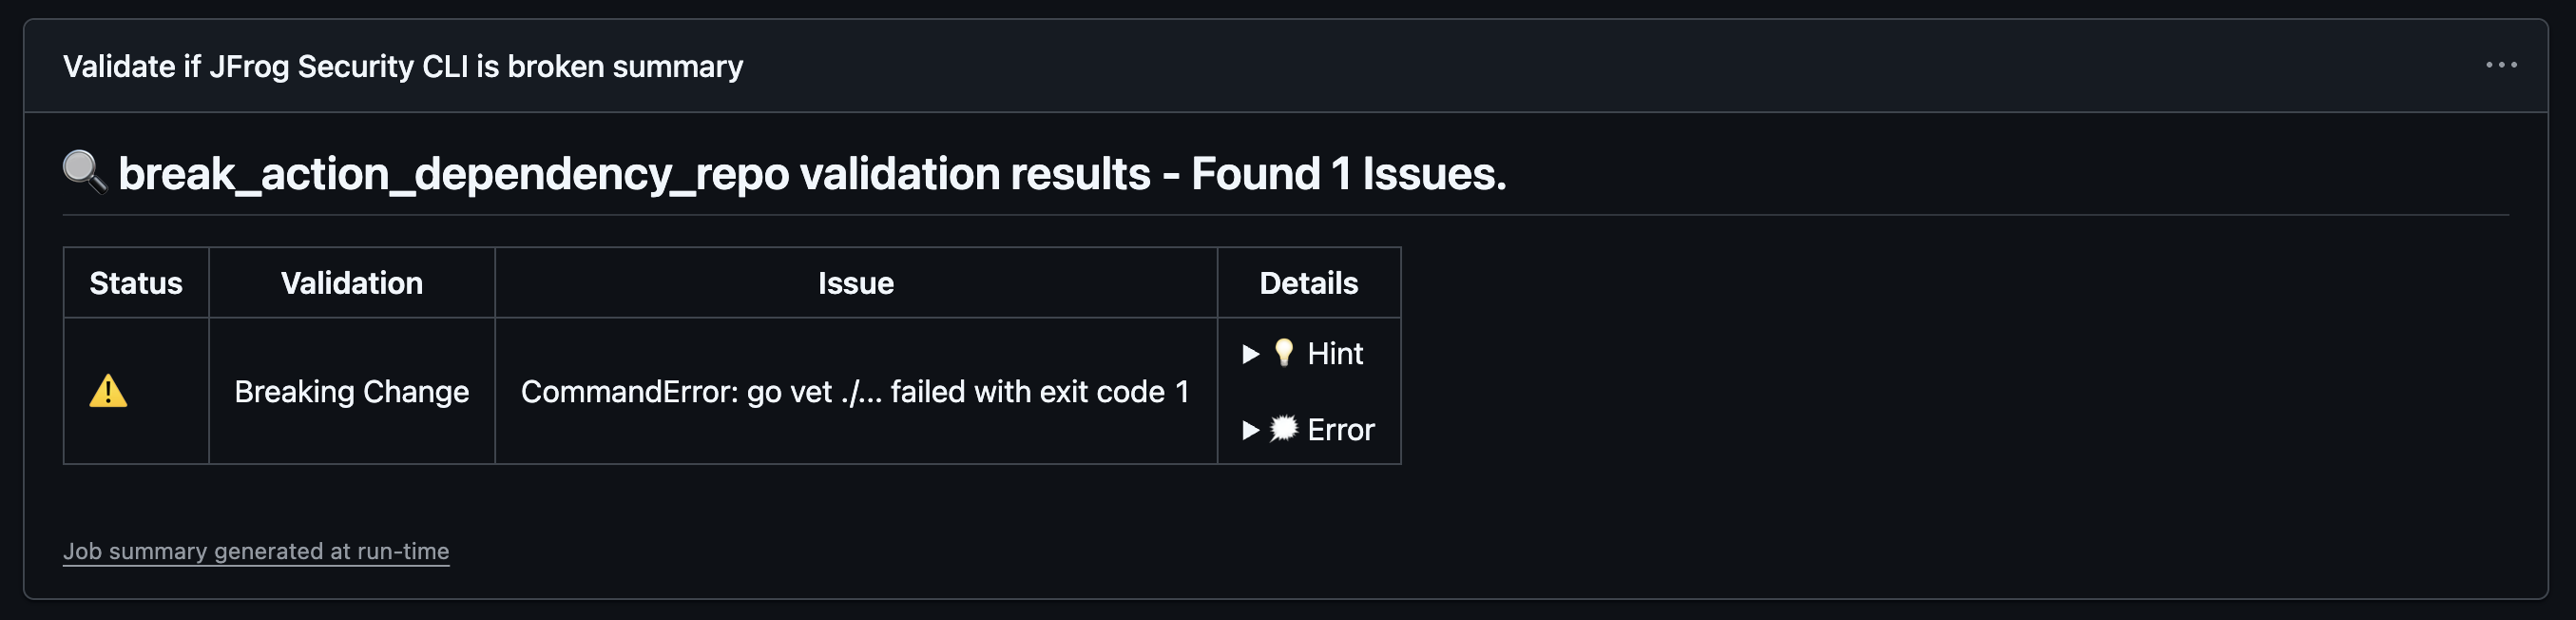 Validate if JFrog Security CLI is broken summary
🔍 break_action_dependency_repo validation results - Found 1 Issues.
Status Validation Issue Details
⚠️ Breaking Change CommandError: go vet ./... failed with exit code 1
▶ 💡 Hint
▶ 🗯 Error
Job summary generated at run-time